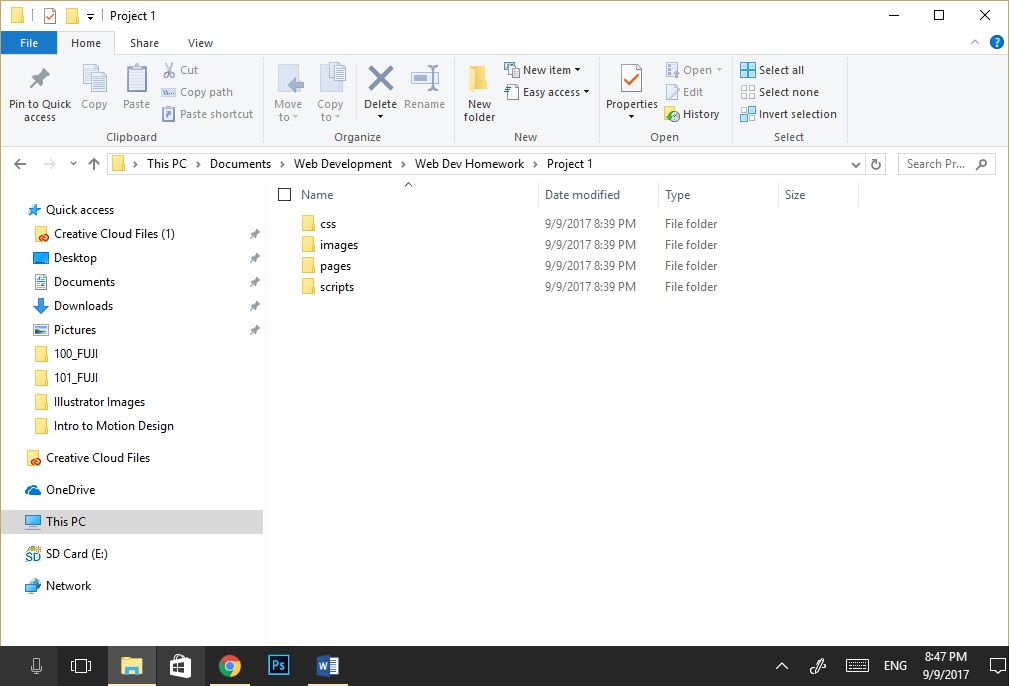 Project 1
File Home Share View
Pin to Quick access
Copy
Paste
Cut
Copy path
Paste shortcut
Clipboard
Move to
Copy to
Delete
Rename
Organize
New folder
New item
Easy access
New
Properties
Open
Edit
History
Open
Select all
Select none
Invert selection
Select
This PC > Documents > Web Development > Web Dev Homework > Project 1
Search Pr...
Quick access
Creative Cloud Files (1)
Desktop
Documents
Downloads
Pictures
100_FUJI
101_FUJI
Illustrator Images
Intro to Motion Design
Creative Cloud Files
OneDrive
This PC
SD Card (E:)
Network
Name Date modified Type Size
css 9/9/2017 8:39 PM File folder
images 9/9/2017 8:39 PM File folder
pages 9/9/2017 8:39 PM File folder
scripts 9/9/2017 8:39 PM File folder
Ps
ENG
8:47 PM
9/9/2017